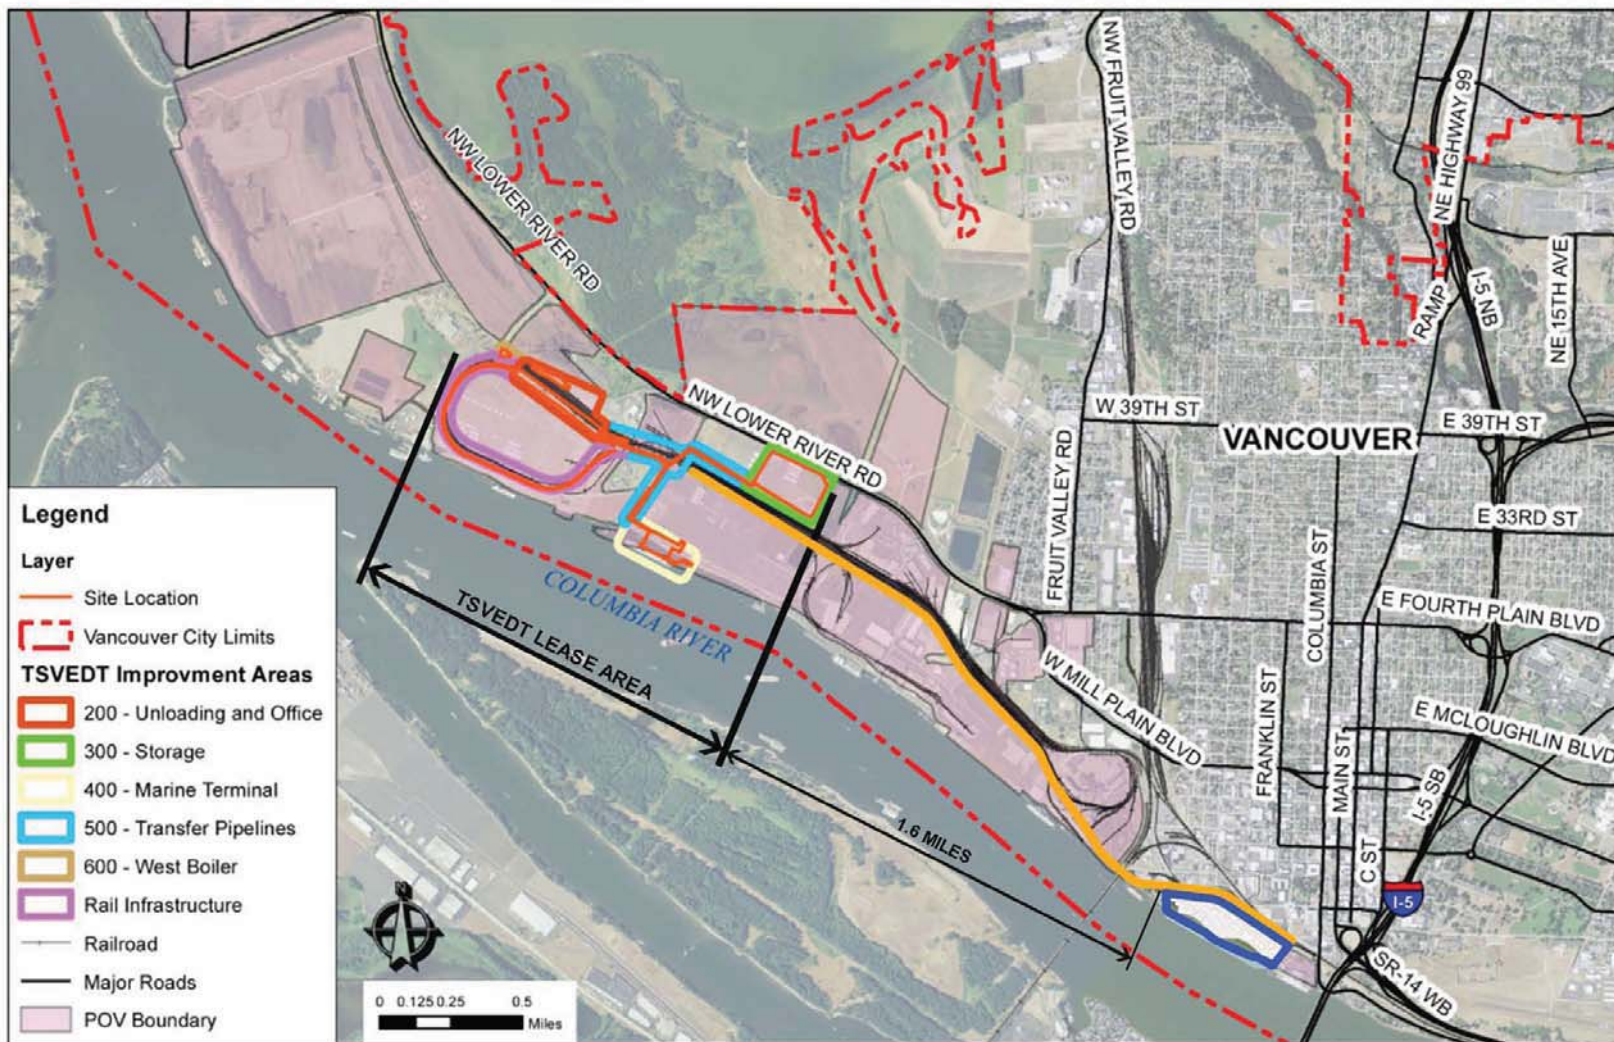 NW LOWER RIVER RD
NW FRUIT VALLEY RD
NE HIGHWAY 99
RAMP
I-5 NB
NE 15TH AVE
NW LOWER RIVER RD
FRUIT VALLEY RD
W 39TH ST
VANCOUVER
E 39TH ST
E 33RD ST
COLUMBIA ST
E FOURTH PLAIN BLVD
FRANKLIN ST
W MILL PLAIN BLVD
MAIN ST
E MCLOUGHLIN BLVD
I-5 SB
C ST
I-5
SR-14 WB
COLUMBIA RIVER
TSVEDT LEASE AREA
1.6 MILES
Legend
Layer
Site Location
Vancouver City Limits
TSVEDT Improvment Areas
200 - Unloading and Office
300 - Storage
400 - Marine Terminal
500 - Transfer Pipelines
600 - West Boiler
Rail Infrastructure
Railroad
Major Roads
POV Boundary
N
0 0.125 0.25 0.5
Miles